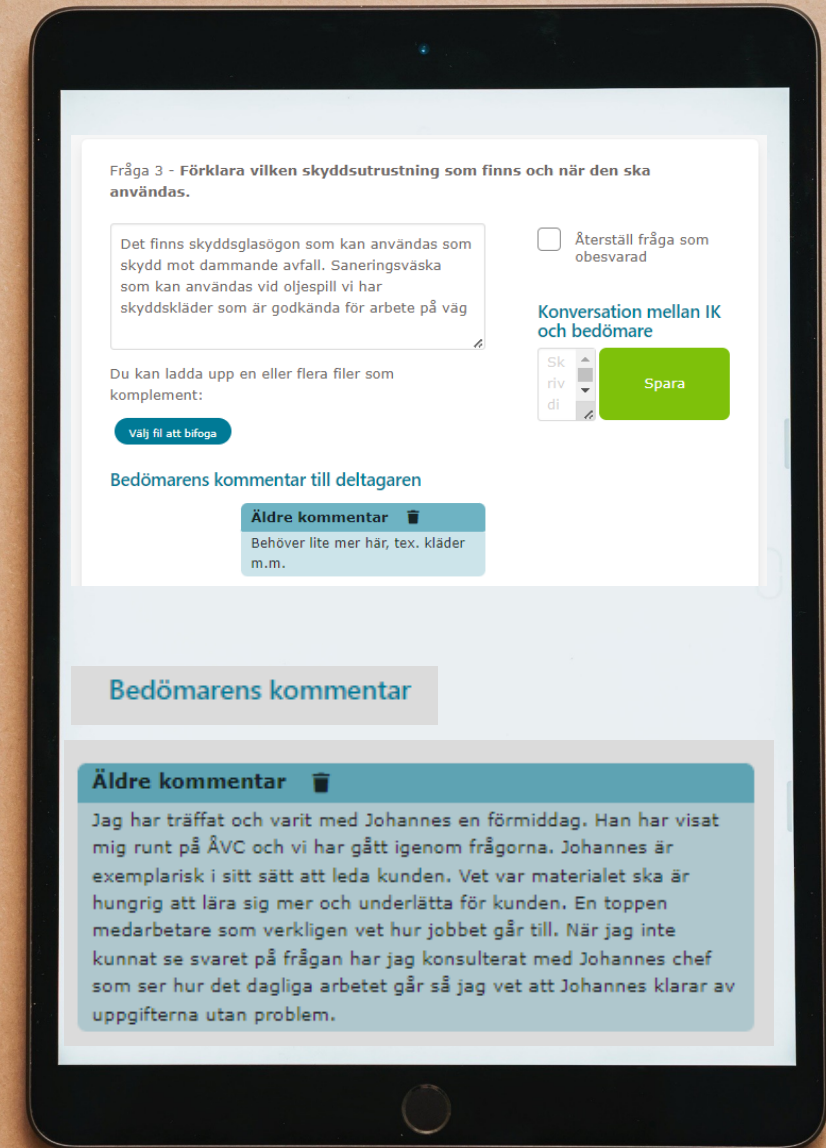 Fråga 3 - Förklara vilken skyddsutrustning som finns och när den ska
användas.
Det finns skyddsglasögon som kan användas som
skydd mot dammande avfall. Saneringsväska
som kan användas vid oljespill vi har
skyddskläder som är godkända för arbete på väg
Du kan ladda upp en eller flera filer som
komplement:
Välj fil att bifoga
Återställ fråga som
obesvarad
Konversation mellan IK
och bedömare
Sk
riv
di
Spara
Bedömarens kommentar till deltagaren
Äldre kommentar
Behöver lite mer här, tex. kläder
m.m.
Bedömarens kommentar
Äldre kommentar
Jag har träffat och varit med Johannes en förmiddag. Han har visat
mig runt på ÅVC och vi har gått igenom frågorna. Johannes är
exemplarisk i sitt sätt att leda kunden. Vet var materialet ska är
hungrig att lära sig mer och underlätta för kunden. En toppen
medarbetare som verkligen vet hur jobbet går till. När jag inte
kunnat se svaret på frågan har jag konsulterat med Johannes chef
som ser hur det dagliga arbetet går så jag vet att Johannes klarar av
uppgifterna utan problem.